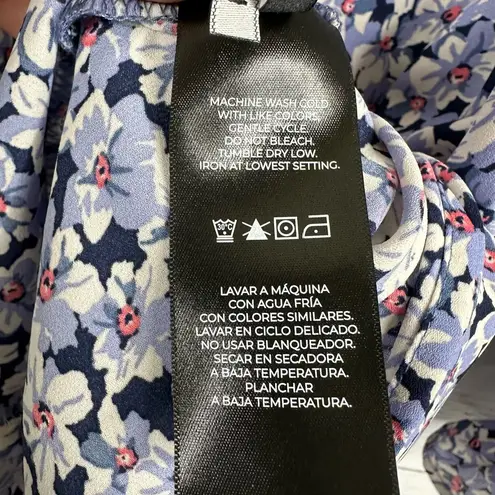 MACHINE WASH COLD
WITH LIKE COLORS.
GENTLE CYCLE.
DO NOT BLEACH.
TUMBLE DRY LOW.
IRON AT LOWEST SETTING.
30°C
LAVAR A MÁQUINA
CON AGUA FRÍA
CON COLORES SIMILARES.
LAVAR EN CICLO DELICADO.
NO USAR BLANQUEADOR.
SECAR EN SECADORA
A BAJA TEMPERATURA.
PLANCHAR
A BAJA TEMPERATURA.